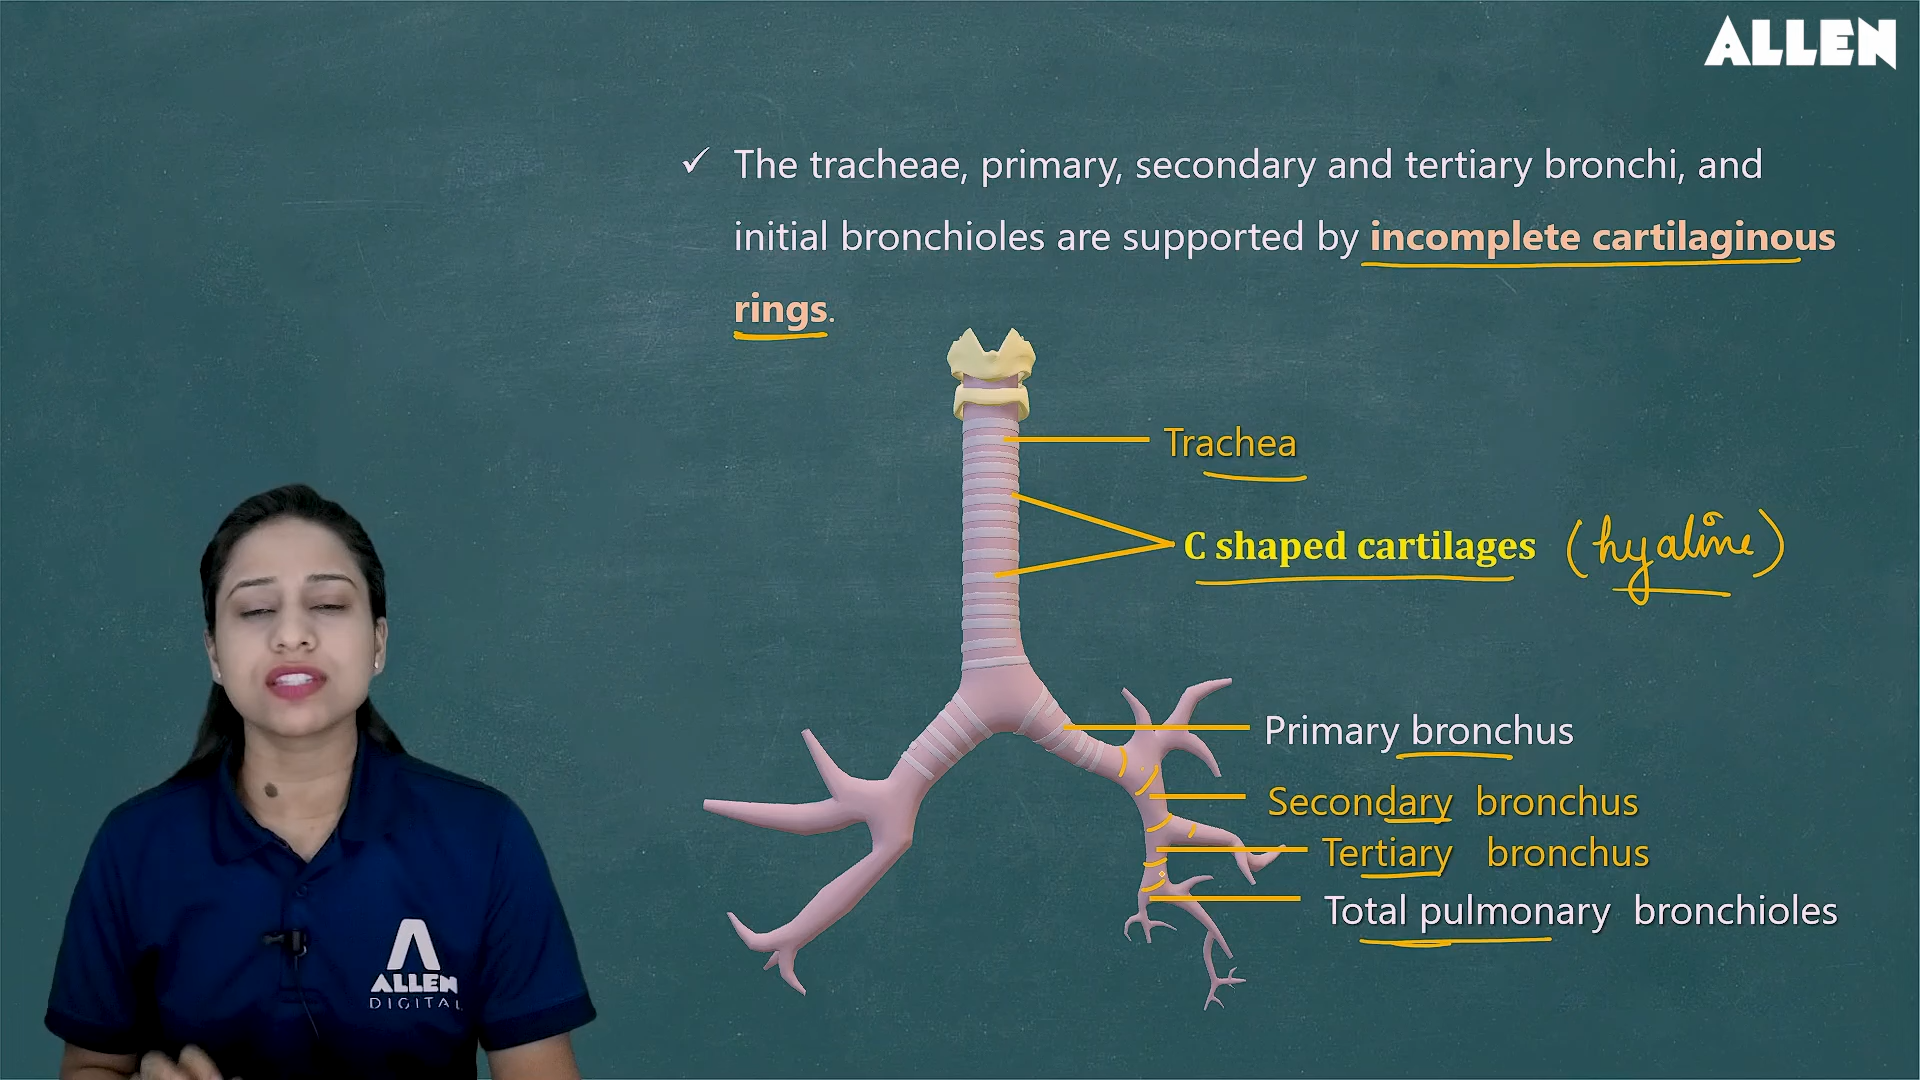 ALLEN
✓ The tracheae, primary, secondary and tertiary bronchi, and
initial bronchioles are supported by incomplete cartilaginous
rings.
Trachea
C shaped cartilages (hyaline)
Primary bronchus
Secondary bronchus
Tertiary bronchus
Total pulmonary bronchioles
ALLEN
DIGITAL